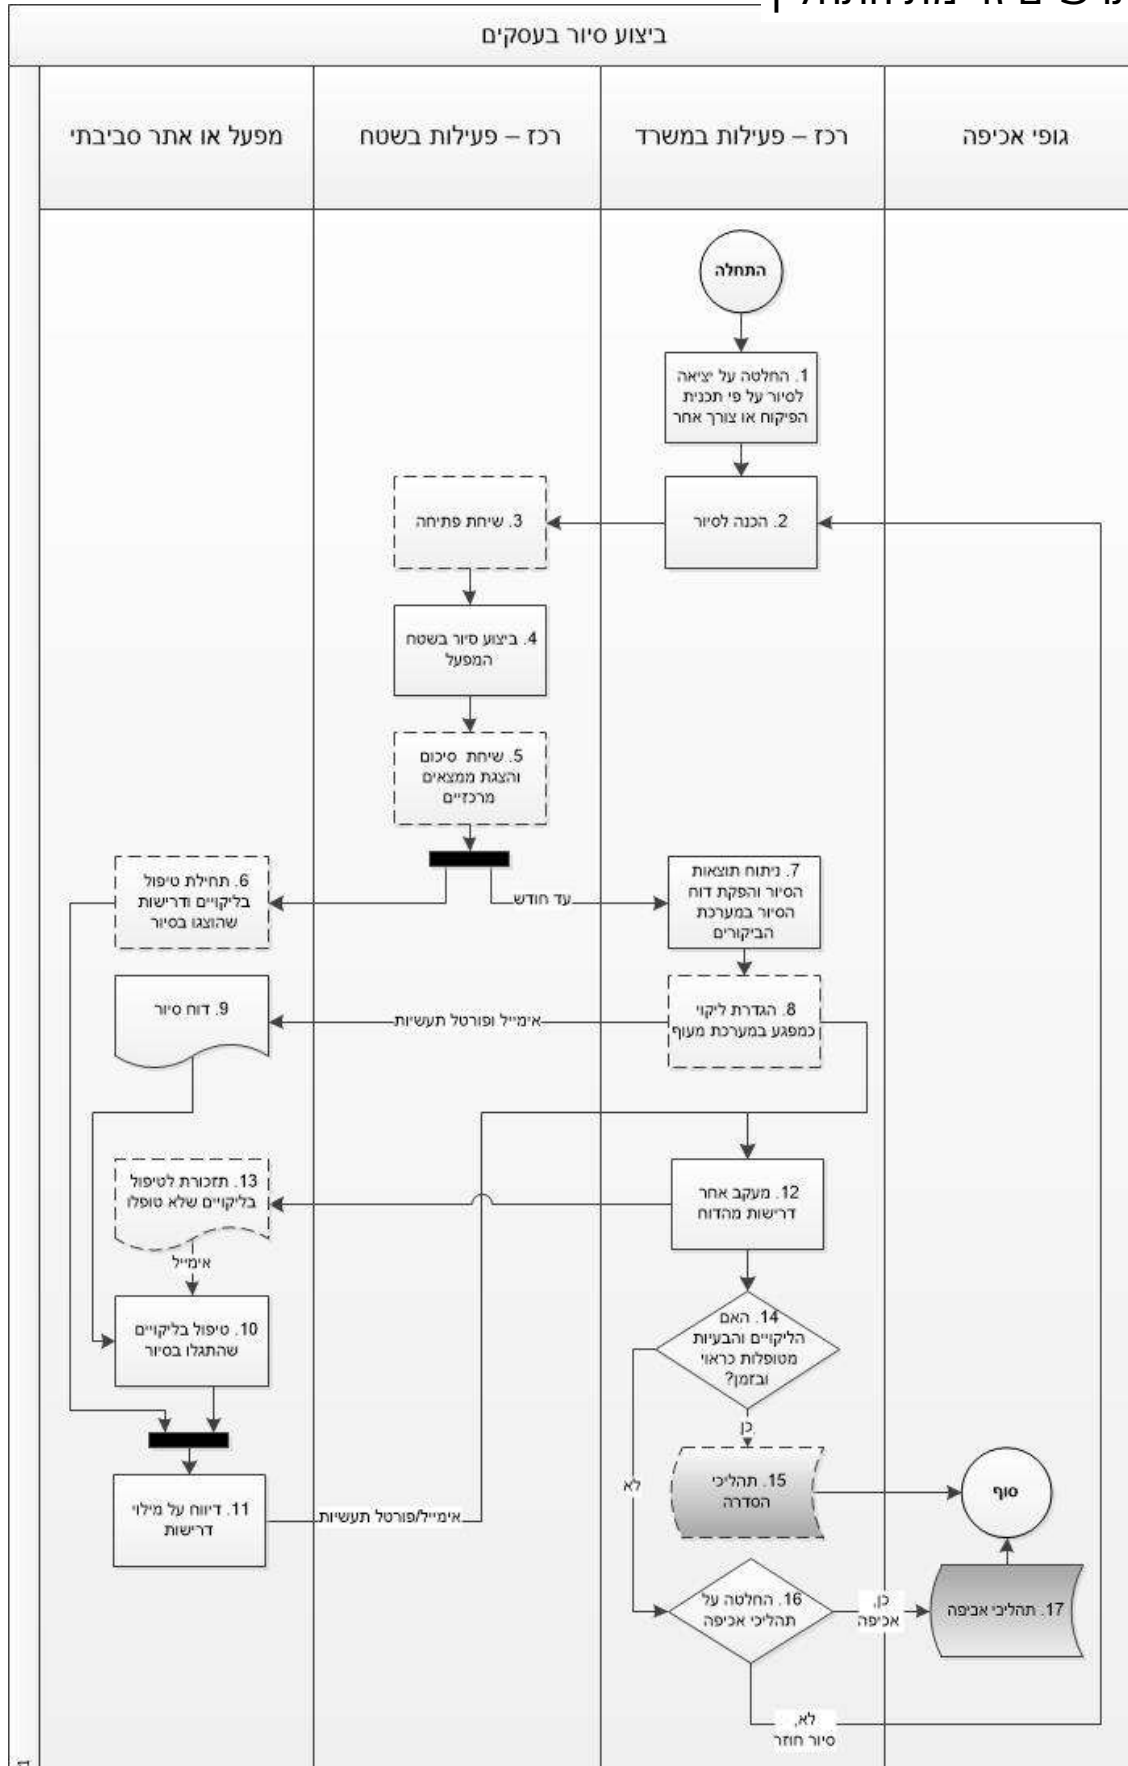 ביצוע סיור בעסקים
גופי אכיפה
רכז – פעילות במשרד
רכז – פעילות בשטח
מפעל או אתר סביבתי
התחלה
1. החלטה על יציאה
לסיור על פי תכנית
הפיקוח או צורך אחר
2. הכנה לסיור
3. שיחת פתיחה
4. ביצוע סיור בשטח
המפעל
5. שיחת סיכום
והצגת ממצאים
מרכזיים
6. תחילת טיפול
בליקויים ודרישות
שהוצגו בסיור
עד חודש
7. ניתוח תוצאות
הסיור והפקת דוח
הסיור במערכת
הביקורים
8. הגדרת ליקוי
כמפגע במערכת מעוף
אימייל ופורטל תעשיות
9. דוח סיור
12. מעקב אחר
דרישות מהדוח
13. תזכורת לטיפול
בליקויים שלא טופלו
אימייל
10. טיפול בליקויים
שהתגלו בסיור
14. האם
הליקויים והבעיות
מטופלות כראוי
ובזמן?
כן
לא
15. תהליכי
הסדרה
סוף
11. דיווח על מילוי
דרישות
אימייל/פורטל תעשיות
16. החלטה על
תהליכי אכיפה
כן,
אכיפה
17. תהליכי אכיפה
לא,
סיור חוזר